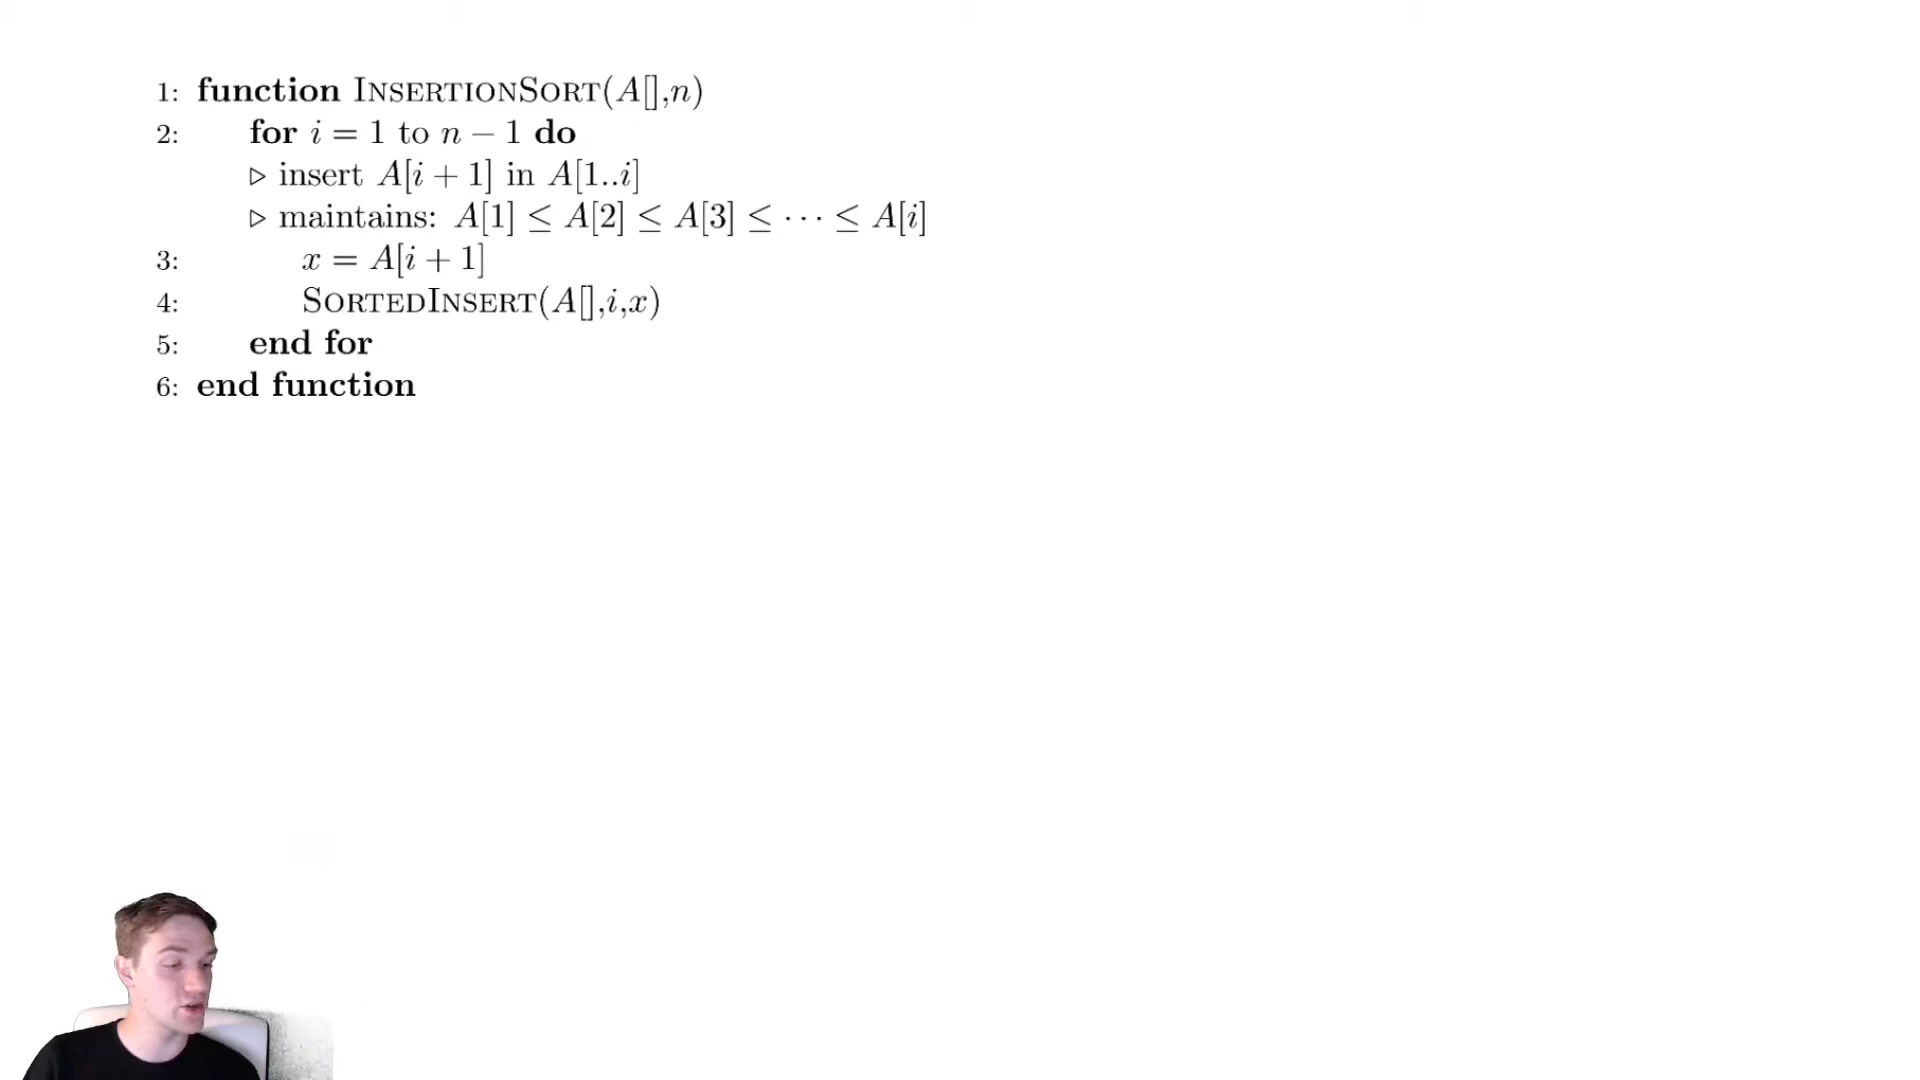 1: function InsertionSort(A[],n)
2: for i = 1 to n − 1 do
▷ insert A[i + 1] in A[1..i]
▷ maintains: A[1] ≤ A[2] ≤ A[3] ≤ ··· ≤ A[i]
3: x = A[i + 1]
4: SortedInsert(A[],i,x)
5: end for
6: end function